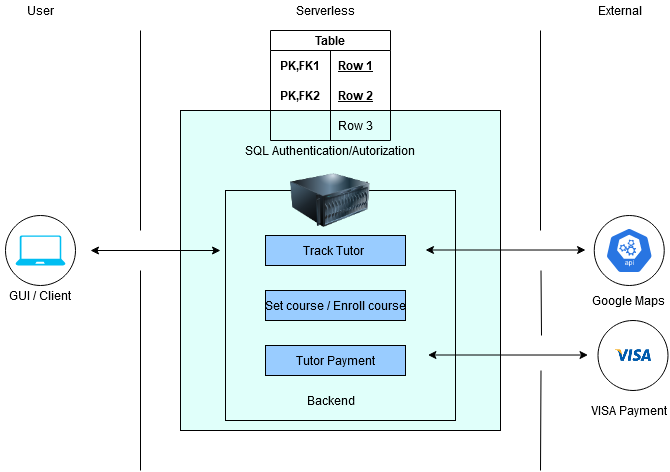 User
Serverless
External
Table
PK,FK1
Row 1
PK,FK2
Row 2
Row 3
SQL Authentication/Autorization
Track Tutor
Set course / Enroll course
Tutor Payment
Backend
GUI / Client
api
Google Maps
VISA
VISA Payment